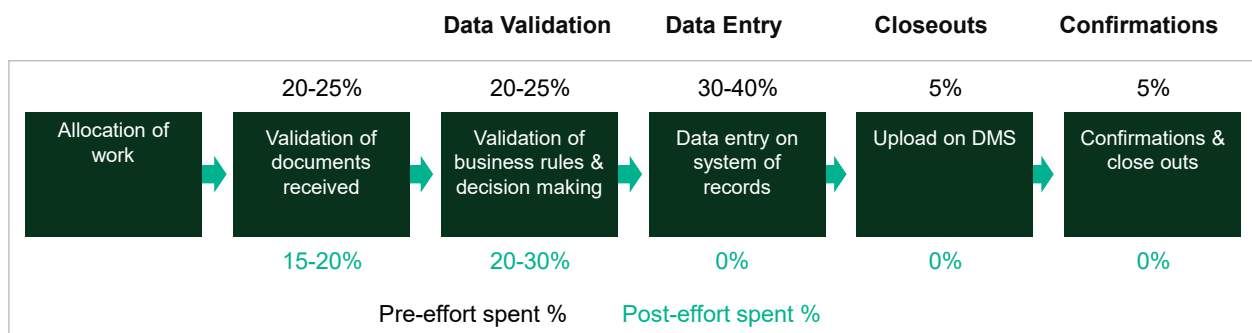 Data Validation Data Entry Closeouts Confirmations
20-25% 20-25% 30-40% 5% 5%
Allocation of
work
Validation of
documents
received
Validation of
business rules &
decision making
Data entry on
system of
records
Upload on DMS
Confirmations &
close outs
15-20% 20-30% 0% 0% 0%
Pre-effort spent % Post-effort spent %